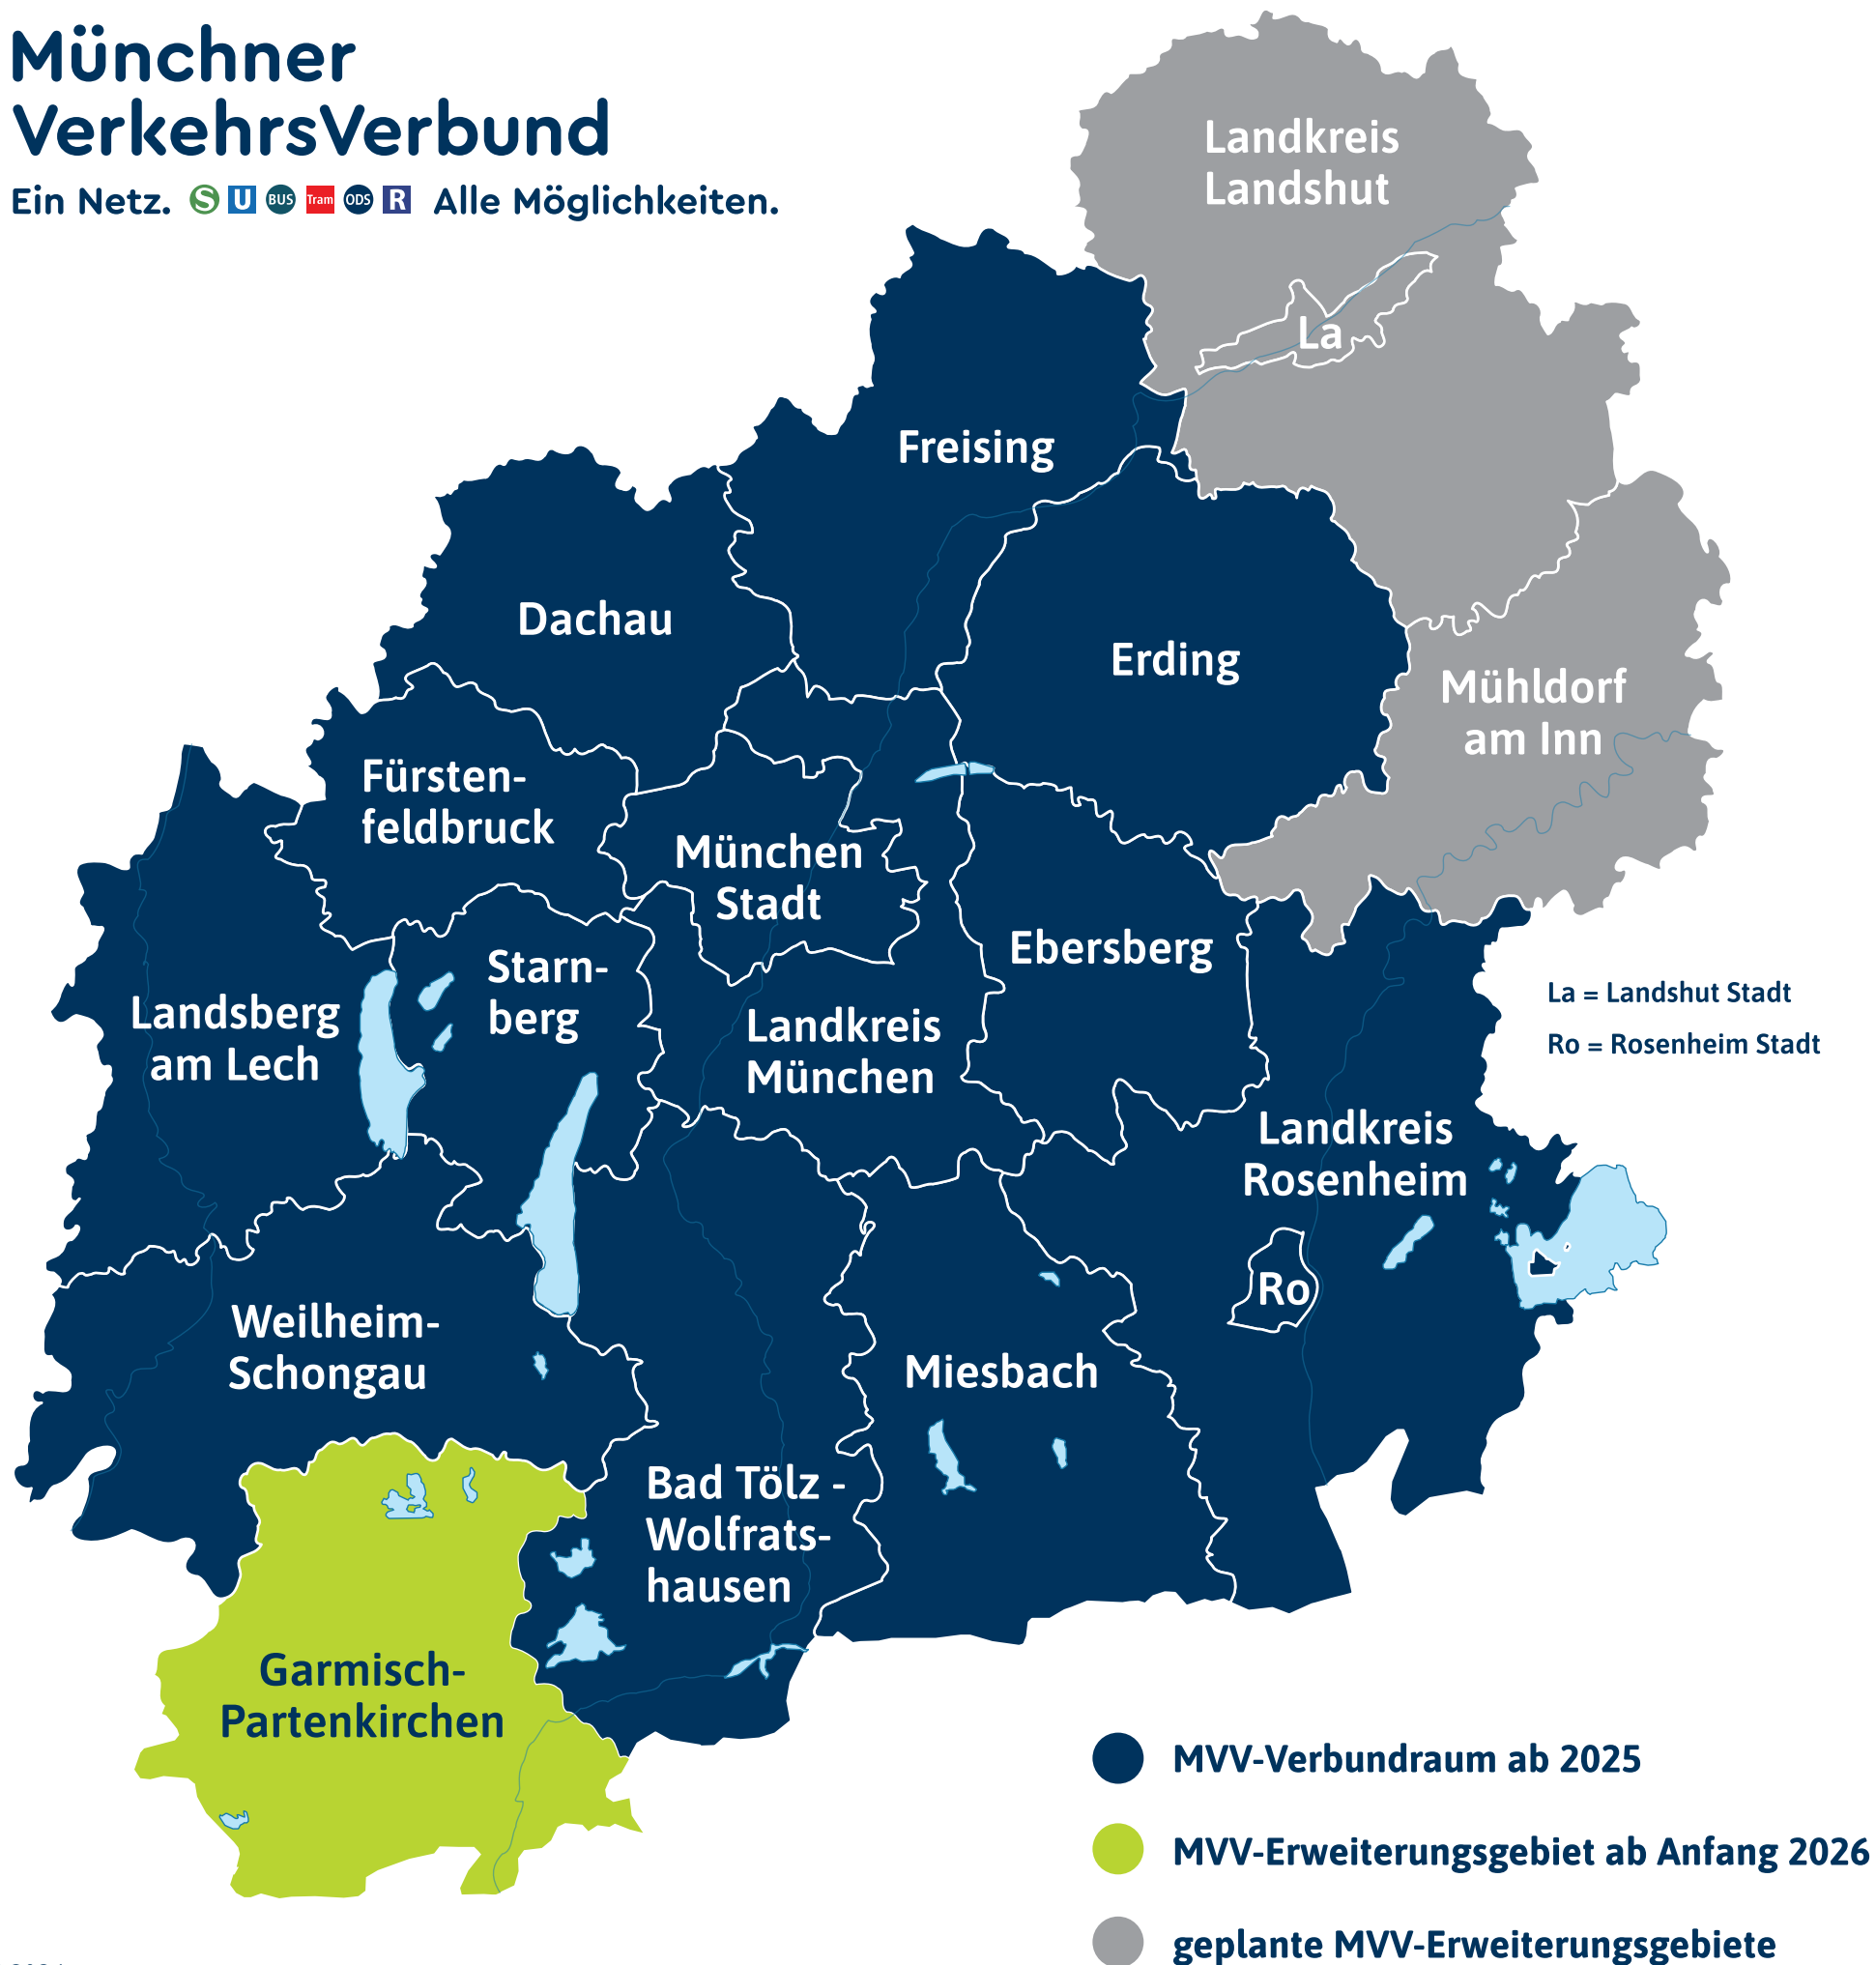 Münchner
VerkehrsVerbund
Ein Netz. S U BUS Tram ODS R Alle Möglichkeiten.
Landkreis
Landshut
La
Freising
Dachau
Erding
Mühldorf
am Inn
Fürsten-
feldbruck
München
Stadt
Ebersberg
Starn-
berg
Landsberg
am Lech
Landkreis
München
La = Landshut Stadt
Ro = Rosenheim Stadt
Landkreis
Rosenheim
Ro
Weilheim-
Schongau
Miesbach
Bad Tölz -
Wolfrats-
hausen
Garmisch-
Partenkirchen
MVV-Verbundraum ab 2025
MVV-Erweiterungsgebiet ab Anfang 2026
geplante MVV-Erweiterungsgebiete